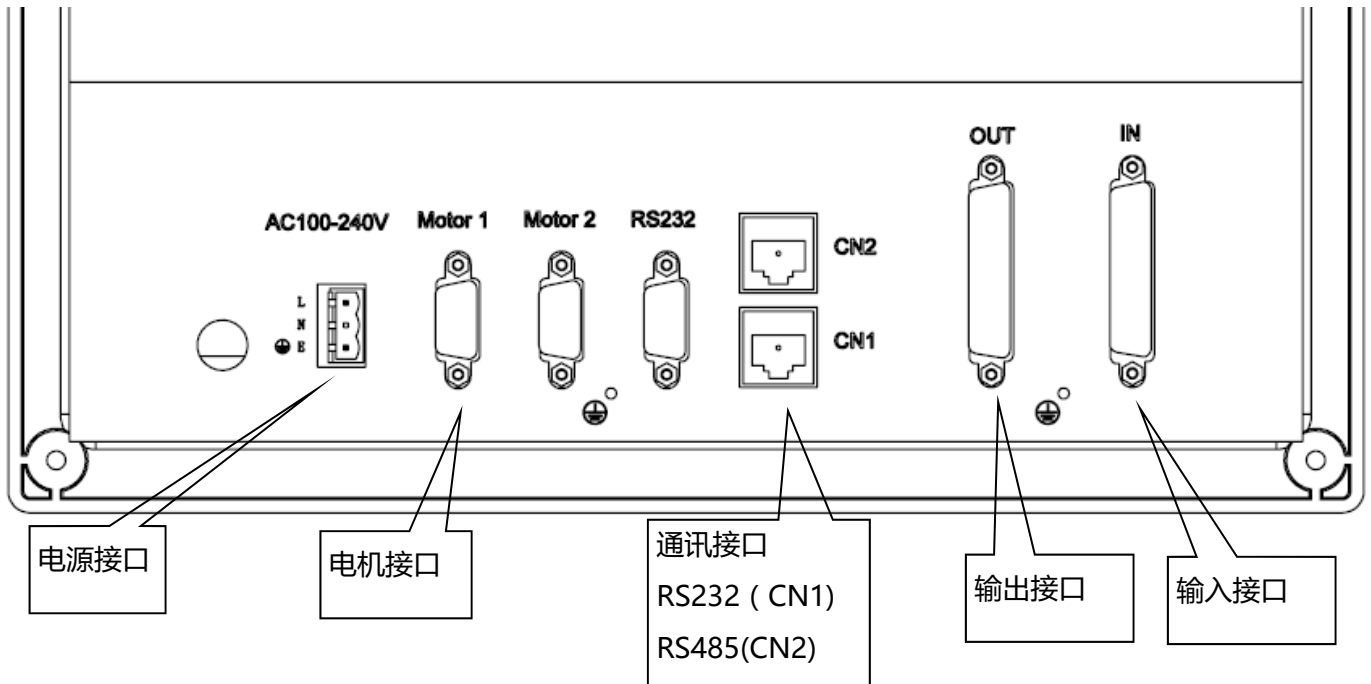 OUT
IN
AC100-240V
Motor 1
Motor 2
RS232
CN2
L
N
E
CN1
电源接口
电机接口
通讯接口
RS232 ( CN1)
RS485(CN2)
输出接口
输入接口